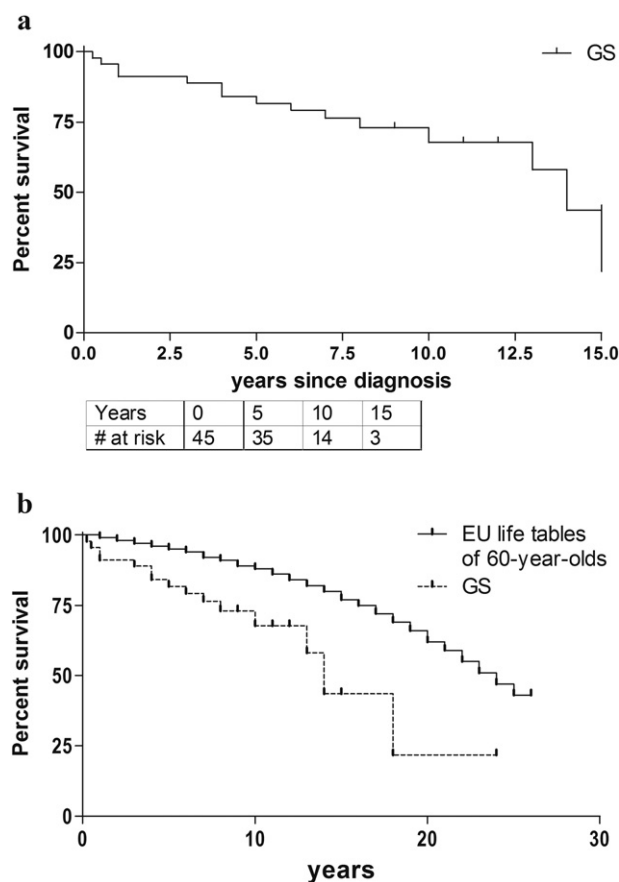 a
100
75
50
25
0
Percent survival
GS
0.0 2.5 5.0 7.5 10.0 12.5 15.0
years since diagnosis
Years 0 5 10 15
# at risk 45 35 14 3
b
100
75
50
25
0
Percent survival
EU life tables
of 60-year-olds
GS
0 10 20 30
years